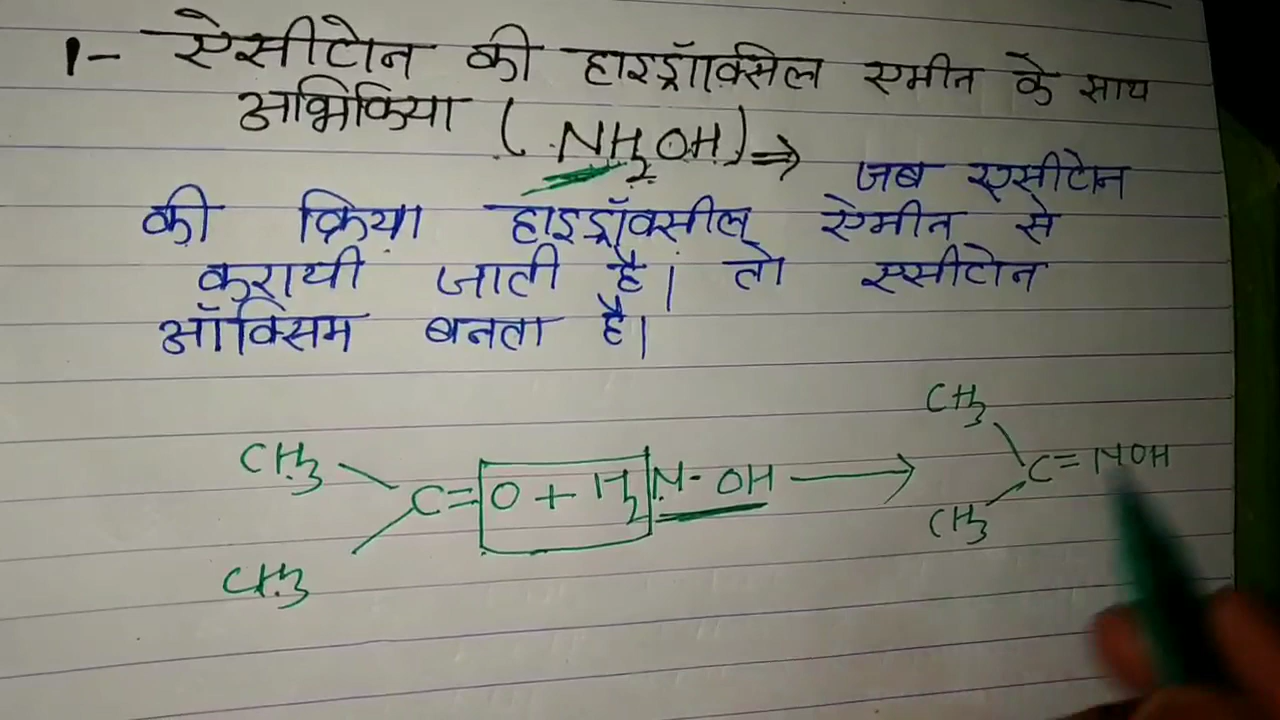 1- ऐसीटोन की हाइड्रॉक्सिल एमीन के साथ
अभिक्रिया ( NH2OH) ⇒ जब एसीटोन
की क्रिया हाइड्रॉक्सील ऐमीन से
करायी जाती है। तो एसीटोन
ऑक्सिम बनता है।
CH3
CH3
C=O + H2N-OH ⟶
CH3
C=NOH
CH3